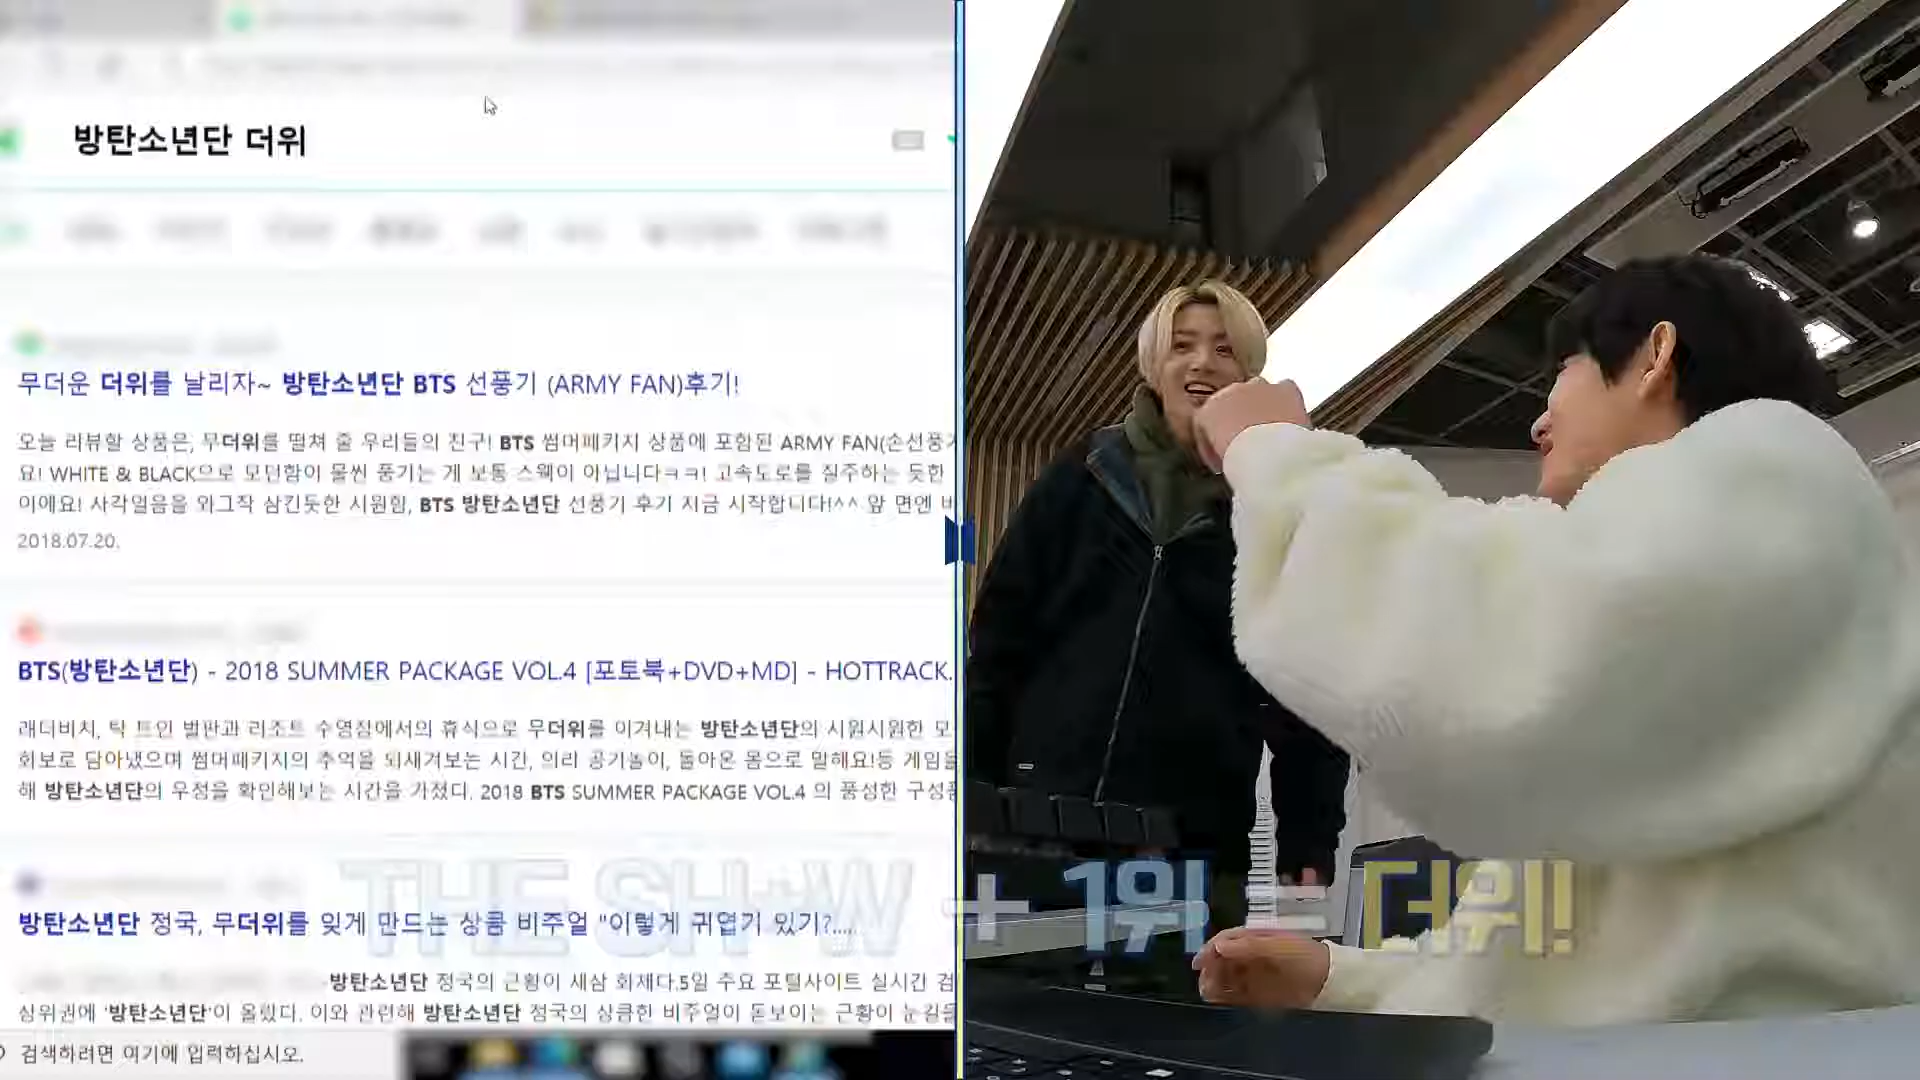 방탄소년단 더위
무더운 더위를 날리자~ 방탄소년단 BTS 선풍기 (ARMY FAN)후기!
오늘 리뷰할 상품은, 무더위를 떨쳐 줄 우리들의 친구! BTS 썸머패키지 상품에 포함된 ARMY FAN(손선풍기
요! WHITE & BLACK으로 모던함이 물씬 풍기는 게 보통 스웩이 아닙니다ㅋㅋ! 고속도로를 질주하는 듯한
이에요! 사각얼음을 와그작 삼킨듯한 시원함, BTS 방탄소년단 선풍기 후기 지금 시작합니다!^^ 앞 면엔
2018.07.20.
BTS(방탄소년단) - 2018 SUMMER PACKAGE VOL.4 [포토북+DVD+MD] - HOTTRACK.
래더비치, 탁 트인 벌판과 리조트 수영장에서의 휴식으로 무더위를 이겨내는 방탄소년단의 시원시원한
화보로 담아냈으며 썸머패키지의 추억을 되새겨보는 시간, 의리 공기놀이, 돌아온 몸으로 말해요!등 게임을
해 방탄소년단의 우정을 확인해보는 시간을 가졌다. 2018 BTS SUMMER PACKAGE VOL.4 의 풍성한 구성품
방탄소년단 정국, 무더위를 잊게 만드는 상큼 비주얼 "이렇게 귀엽기 있기?.....
방탄소년단 정국의 근황이 새삼 화제다.5일 주요 포털사이트 실시간 검
상위권에 '방탄소년단'이 올랐다. 이와 관련해 방탄소년단 정국의 상큼한 비주얼이 돋보이는 근황이 눈길을
THE SHOW + 1위 = 더위!
검색하려면 여기에 입력하십시오.